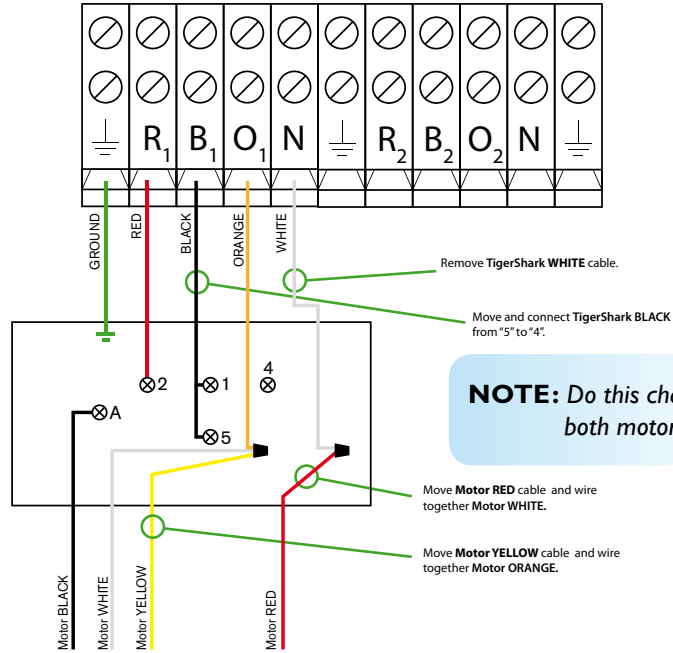 R1 B1 O1 N R2 B2 O2 N
GROUND
RED
BLACK
ORANGE
WHITE
Remove TigerShark WHITE cable.
Move and connect TigerShark BLACK
from "5" to "4".
2
1
4
A
5
NOTE: Do this cha
both motor
Move Motor RED cable and wire
together Motor WHITE.
Move Motor YELLOW cable and wire
together Motor ORANGE.
Motor BLACK
Motor WHITE
Motor YELLOW
Motor RED